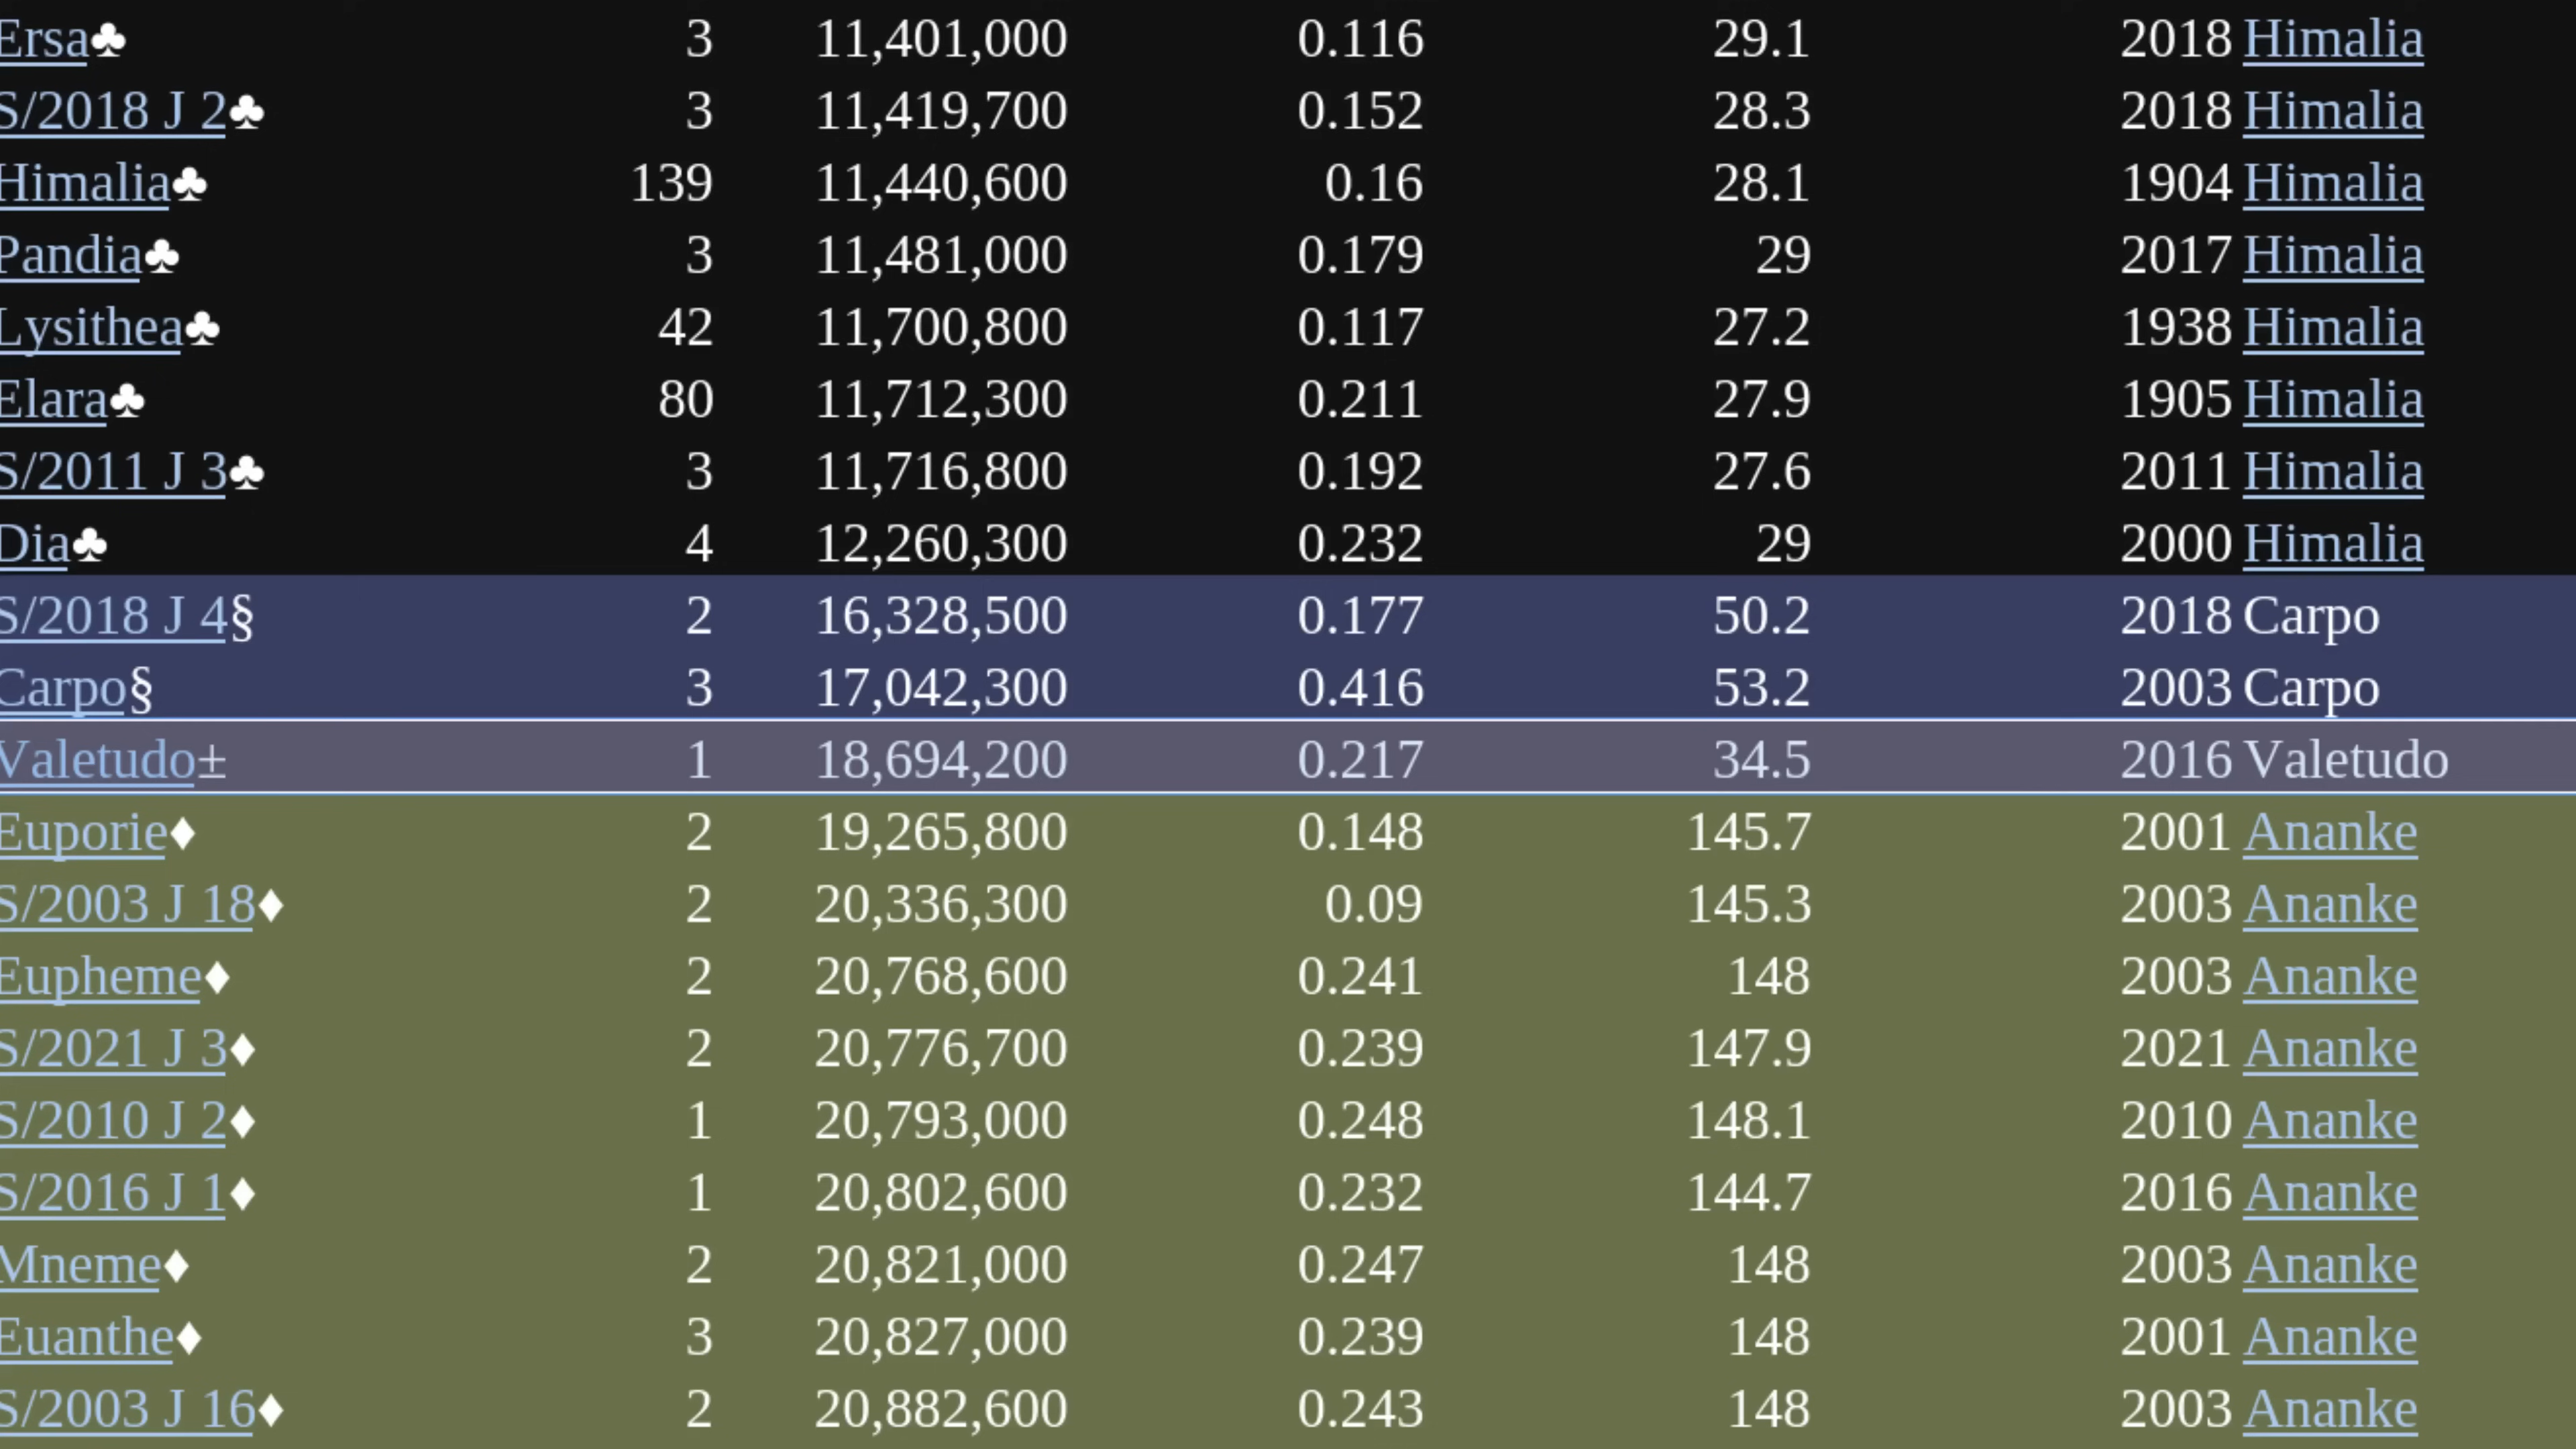 Ersa♣ 3 11,401,000 0.116 29.1 2018 Himalia
S/2018 J 2♣ 3 11,419,700 0.152 28.3 2018 Himalia
Himalia♣ 139 11,440,600 0.16 28.1 1904 Himalia
Pandia♣ 3 11,481,000 0.179 29 2017 Himalia
Lysithea♣ 42 11,700,800 0.117 27.2 1938 Himalia
Elara♣ 80 11,712,300 0.211 27.9 1905 Himalia
S/2011 J 3♣ 3 11,716,800 0.192 27.6 2011 Himalia
Dia♣ 4 12,260,300 0.232 29 2000 Himalia
S/2018 J 4§ 2 16,328,500 0.177 50.2 2018 Carpo
Carpo§ 3 17,042,300 0.416 53.2 2003 Carpo
Valetudo± 1 18,694,200 0.217 34.5 2016 Valetudo
Euporie♦ 2 19,265,800 0.148 145.7 2001 Ananke
S/2003 J 18♦ 2 20,336,300 0.09 145.3 2003 Ananke
Eupheme♦ 2 20,768,600 0.241 148 2003 Ananke
S/2021 J 3♦ 2 20,776,700 0.239 147.9 2021 Ananke
S/2010 J 2♦ 1 20,793,000 0.248 148.1 2010 Ananke
S/2016 J 1♦ 1 20,802,600 0.232 144.7 2016 Ananke
Mneme♦ 2 20,821,000 0.247 148 2003 Ananke
Euanthe♦ 3 20,827,000 0.239 148 2001 Ananke
S/2003 J 16♦ 2 20,882,600 0.243 148 2003 Ananke